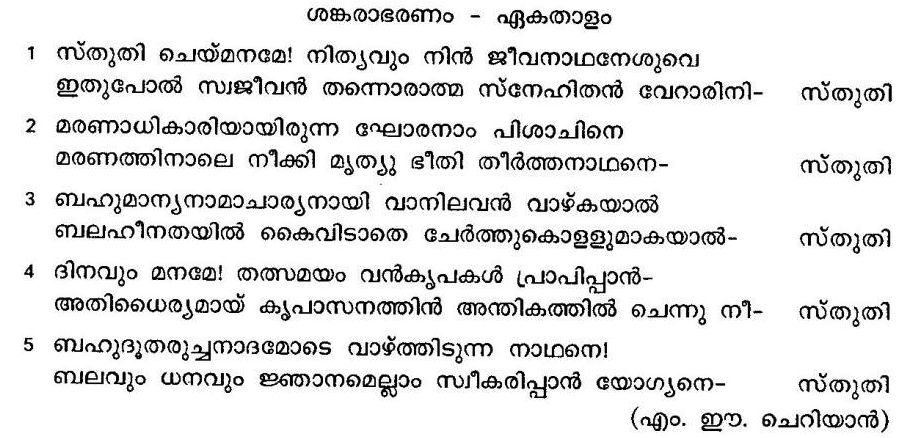 ശങ്കരാഭരണം – ഏകതാളം
1 സ്തുതി ചെയ്മനമേ! നിത്യവും നിൻ ജീവനാഥനേശുവെ
ഇതുപോൽ സ്വജീവൻ തന്നൊരാത്മ സ്നേഹിതൻ വേറാരിനി– സ്തുതി
2 മരണാധികാരിയായിരുന്ന ഘോരനാം പിശാചിനെ
മരണത്തിനാലെ നീക്കി മൃത്യു ഭീതി തീർത്തനാഥനെ– സ്തുതി
3 ബഹുമാന്യനാമാചാര്യനായി വാനിലവൻ വാഴ്കയാൽ
ബലഹീനതയിൽ കൈവിടാതെ ചേർത്തുകൊളളുമാകയാൽ– സ്തുതി
4 ദിനവും മനമേ! തത്സമയം വൻകൃപകൾ പ്രാപിപ്പാൻ–
അതിധൈര്യമായ് കൃപാസനത്തിൻ അന്തികത്തിൽ ചെന്നു നീ– സ്തുതി
5 ബഹുദൂതരുച്ചനാദമോടെ വാഴ്ത്തിടുന്ന നാഥനെ!
ബലവും ധനവും ജ്ഞാനമെല്ലാം സ്വീകരിപ്പാൻ യോഗ്യനെ– സ്തുതി
(എം. ഈ. ചെറിയാൻ)